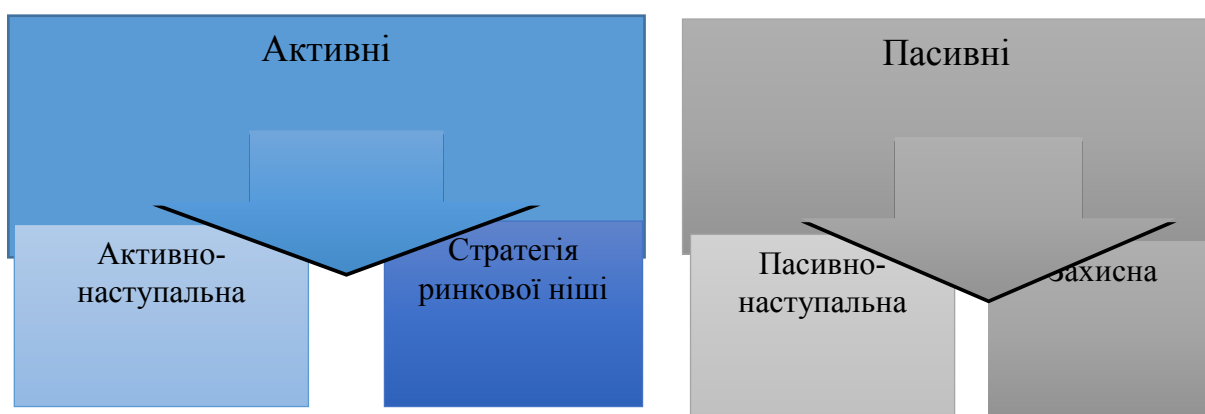 Активні
Активно-
наступальна
Стратегія
ринкової ніші
Пасивні
Пасивно-
наступальна
Захисна